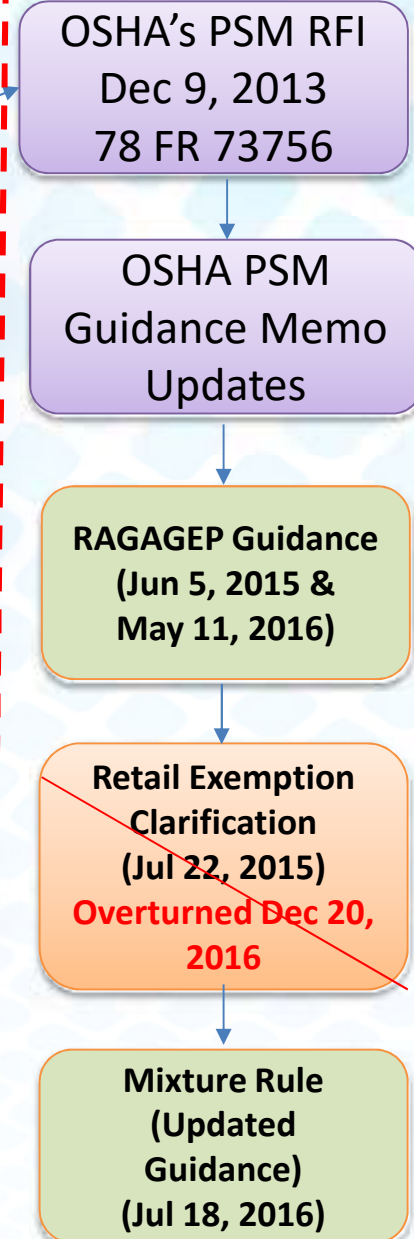 OSHA’s PSM RFI
Dec 9, 2013
78 FR 73756
OSHA PSM
Guidance Memo
Updates
RAGAGEP Guidance
(Jun 5, 2015 &
May 11, 2016)
Retail Exemption
Clarification
(Jul 22, 2015)
Overturned Dec 20,
2016
Mixture Rule
(Updated
Guidance)
(Jul 18, 2016)